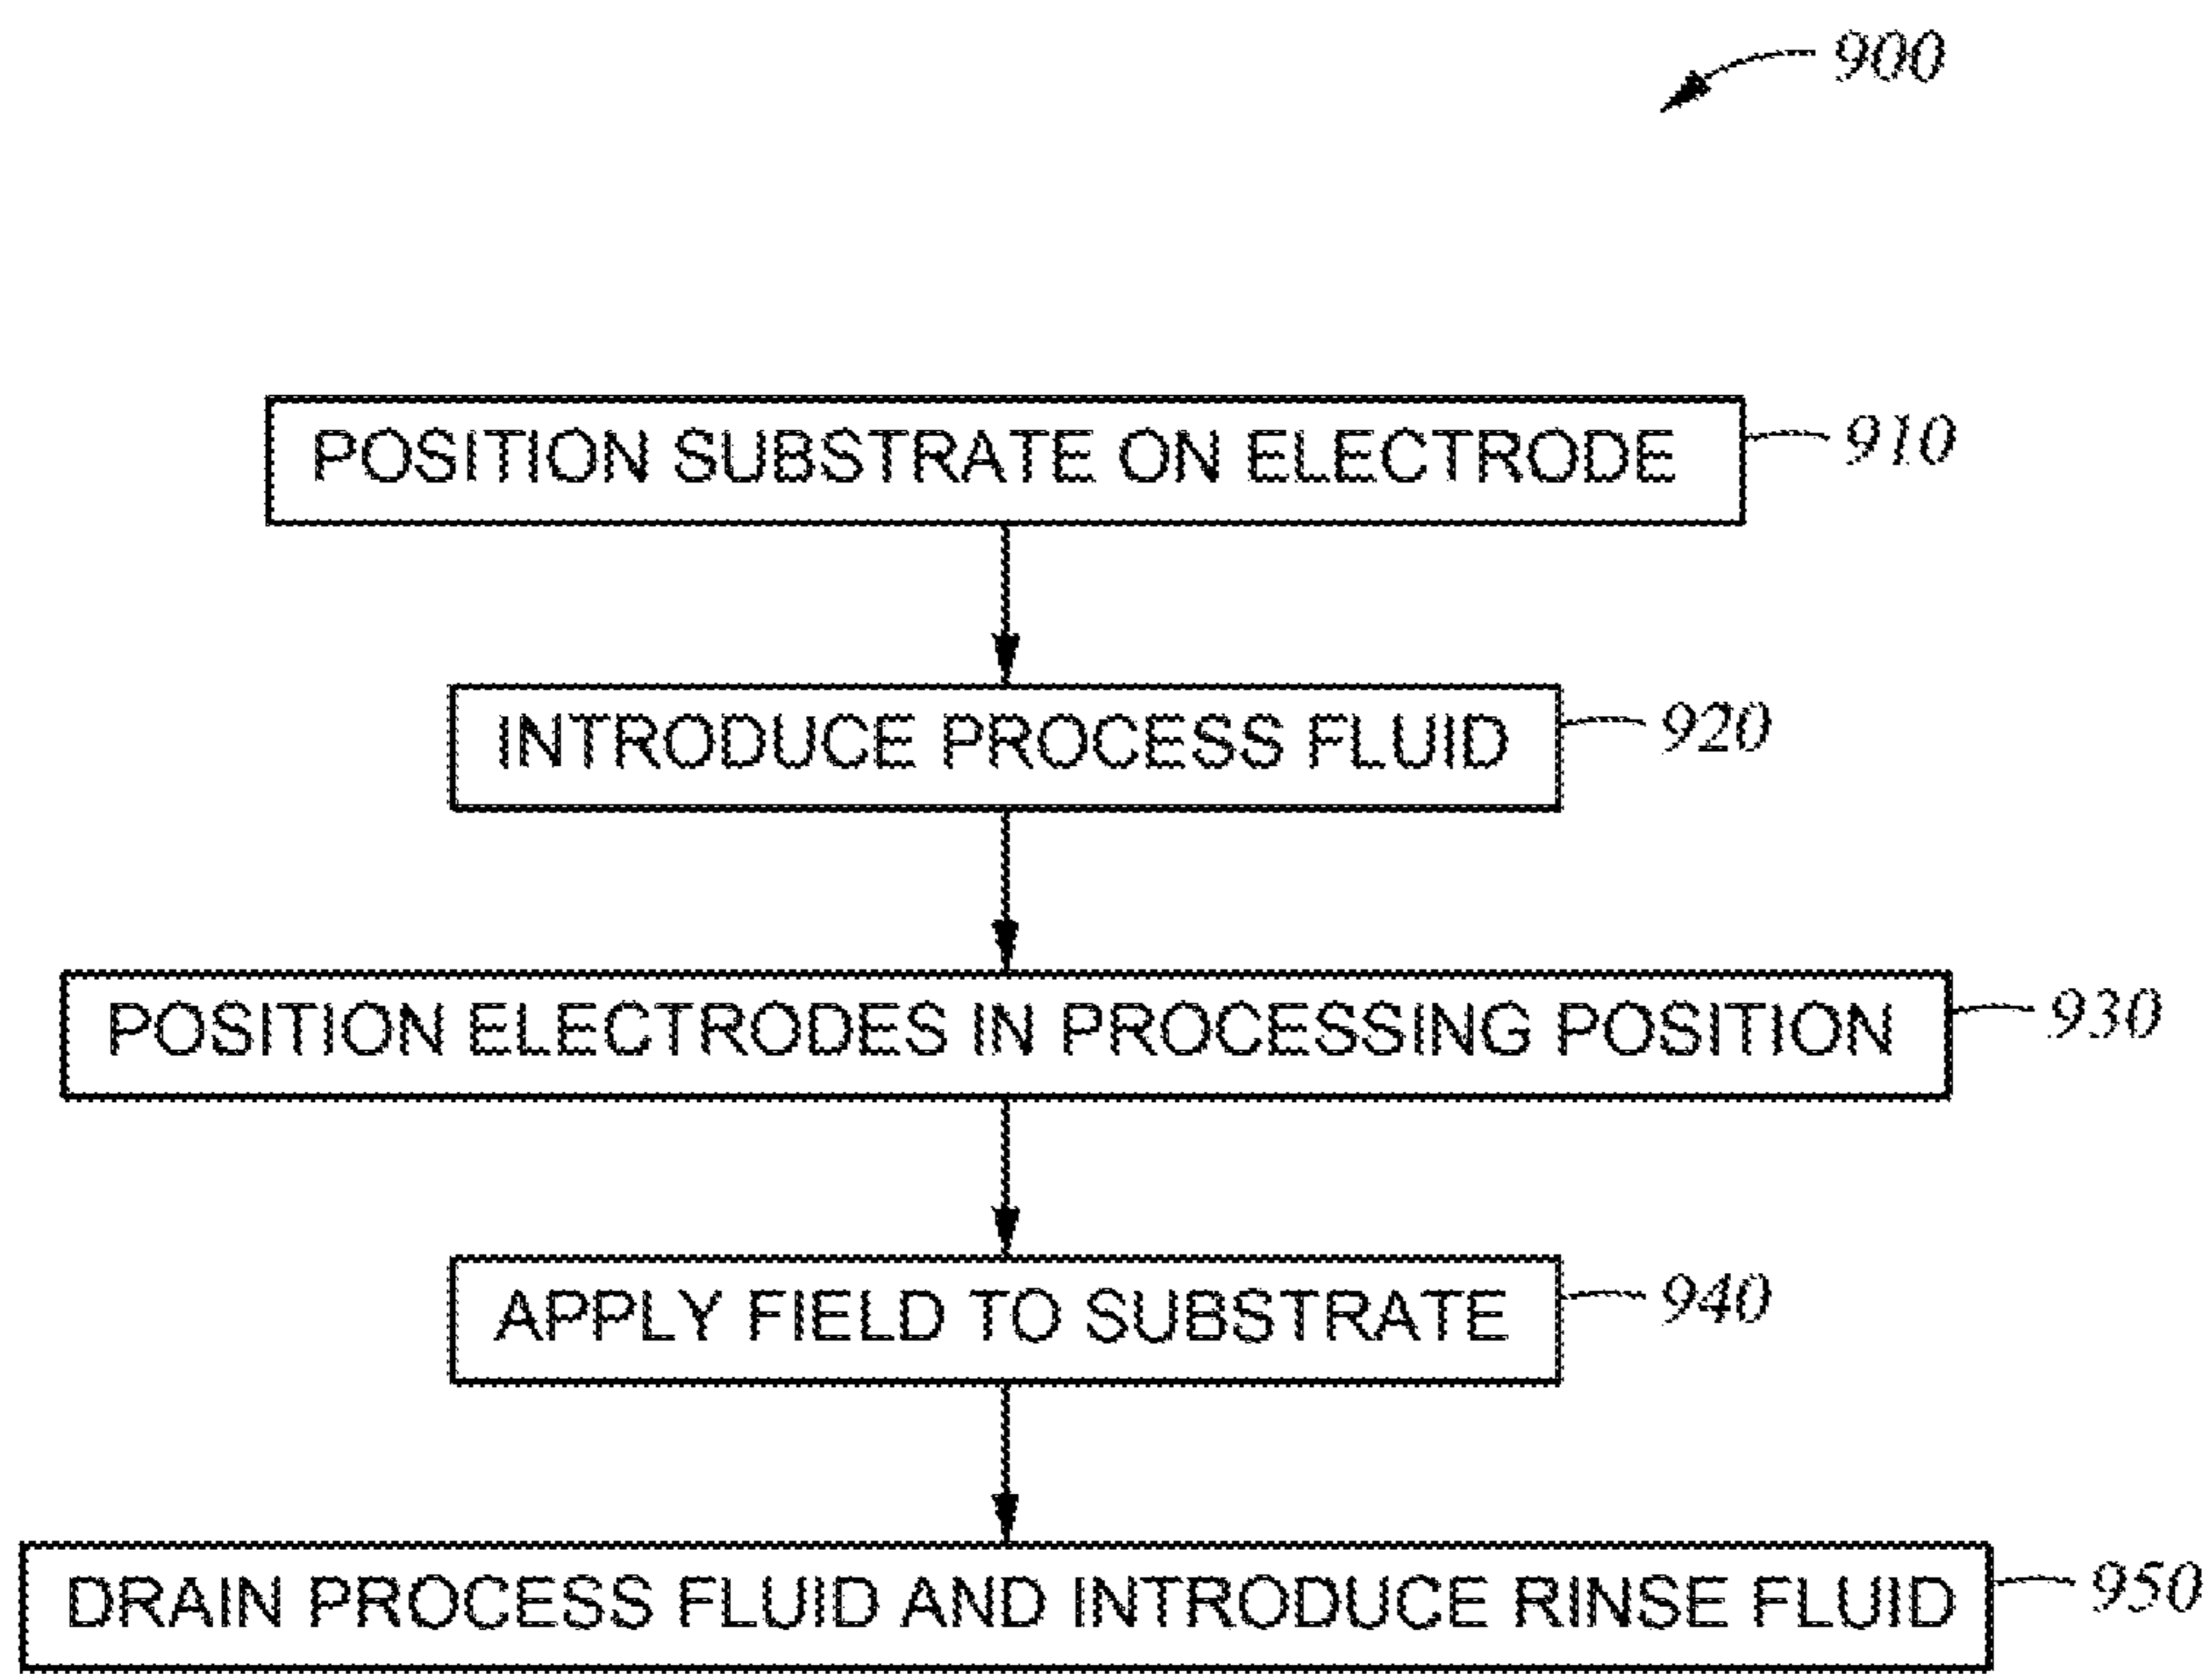 900
POSITION SUBSTRATE ON ELECTRODE 910
INTRODUCE PROCESS FLUID 920
POSITION ELECTRODES IN PROCESSING POSITION 930
APPLY FIELD TO SUBSTRATE 940
DRAIN PROCESS FLUID AND INTRODUCE RINSE FLUID 950